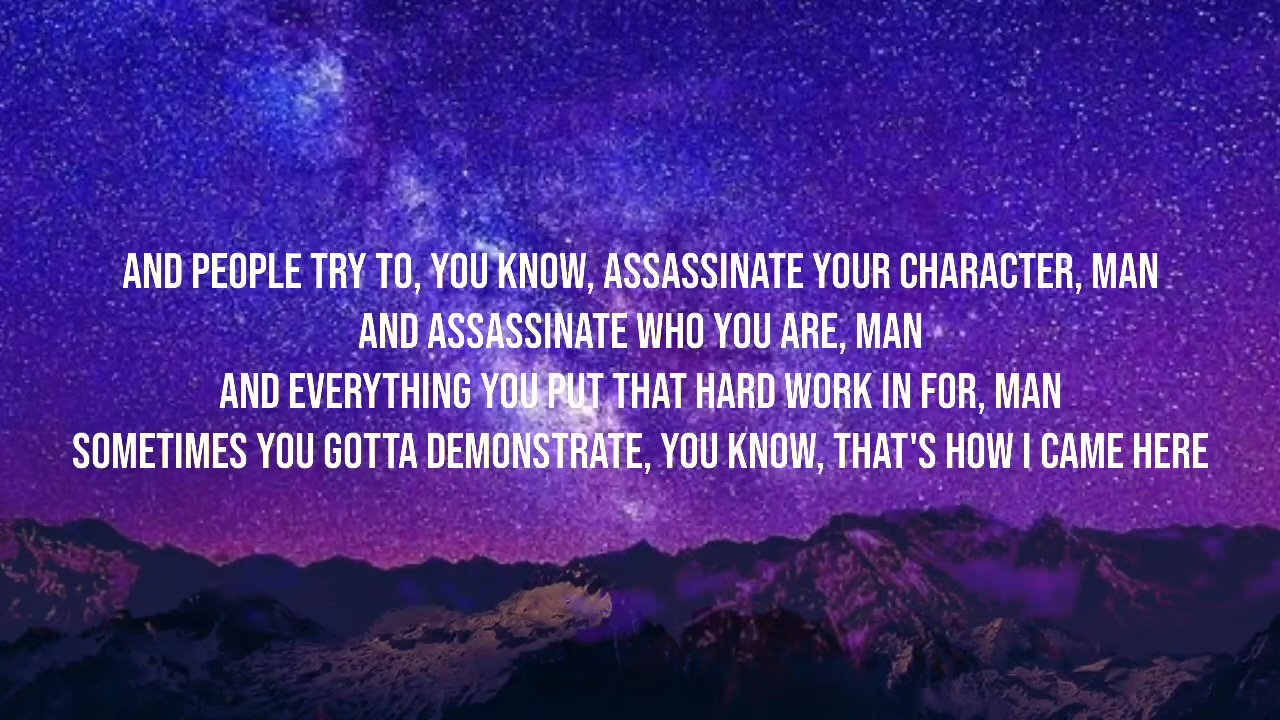 AND PEOPLE TRY TO, YOU KNOW, ASSASSINATE YOUR CHARACTER, MAN
AND ASSASSINATE WHO YOU ARE, MAN
AND EVERYTHING YOU PUT THAT HARD WORK IN FOR, MAN
SOMETIMES YOU GOTTA DEMONSTRATE, YOU KNOW, THAT'S HOW I CAME HERE